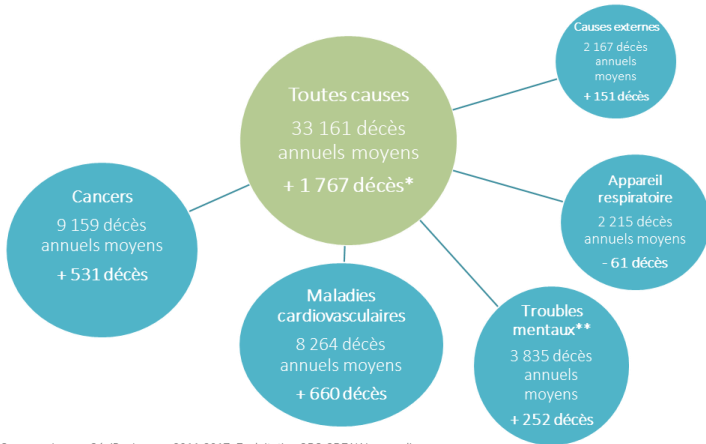 Toutes causes
33 161 décès
annuels moyens
+ 1 767 décès*
Causes externes
2 167 décès
annuels
moyens
+ 151 décès
Appareil
respiratoire
2 215 décès
annuels moyens
- 61 décès
Cancers
9 159 décès
annuels moyens
+ 531 décès
Maladies
cardiovasculaires
8 264 décès
annuels moyens
+ 660 décès
Troubles
mentaux**
3 835 décès
annuels
moyens
+ 252 décès